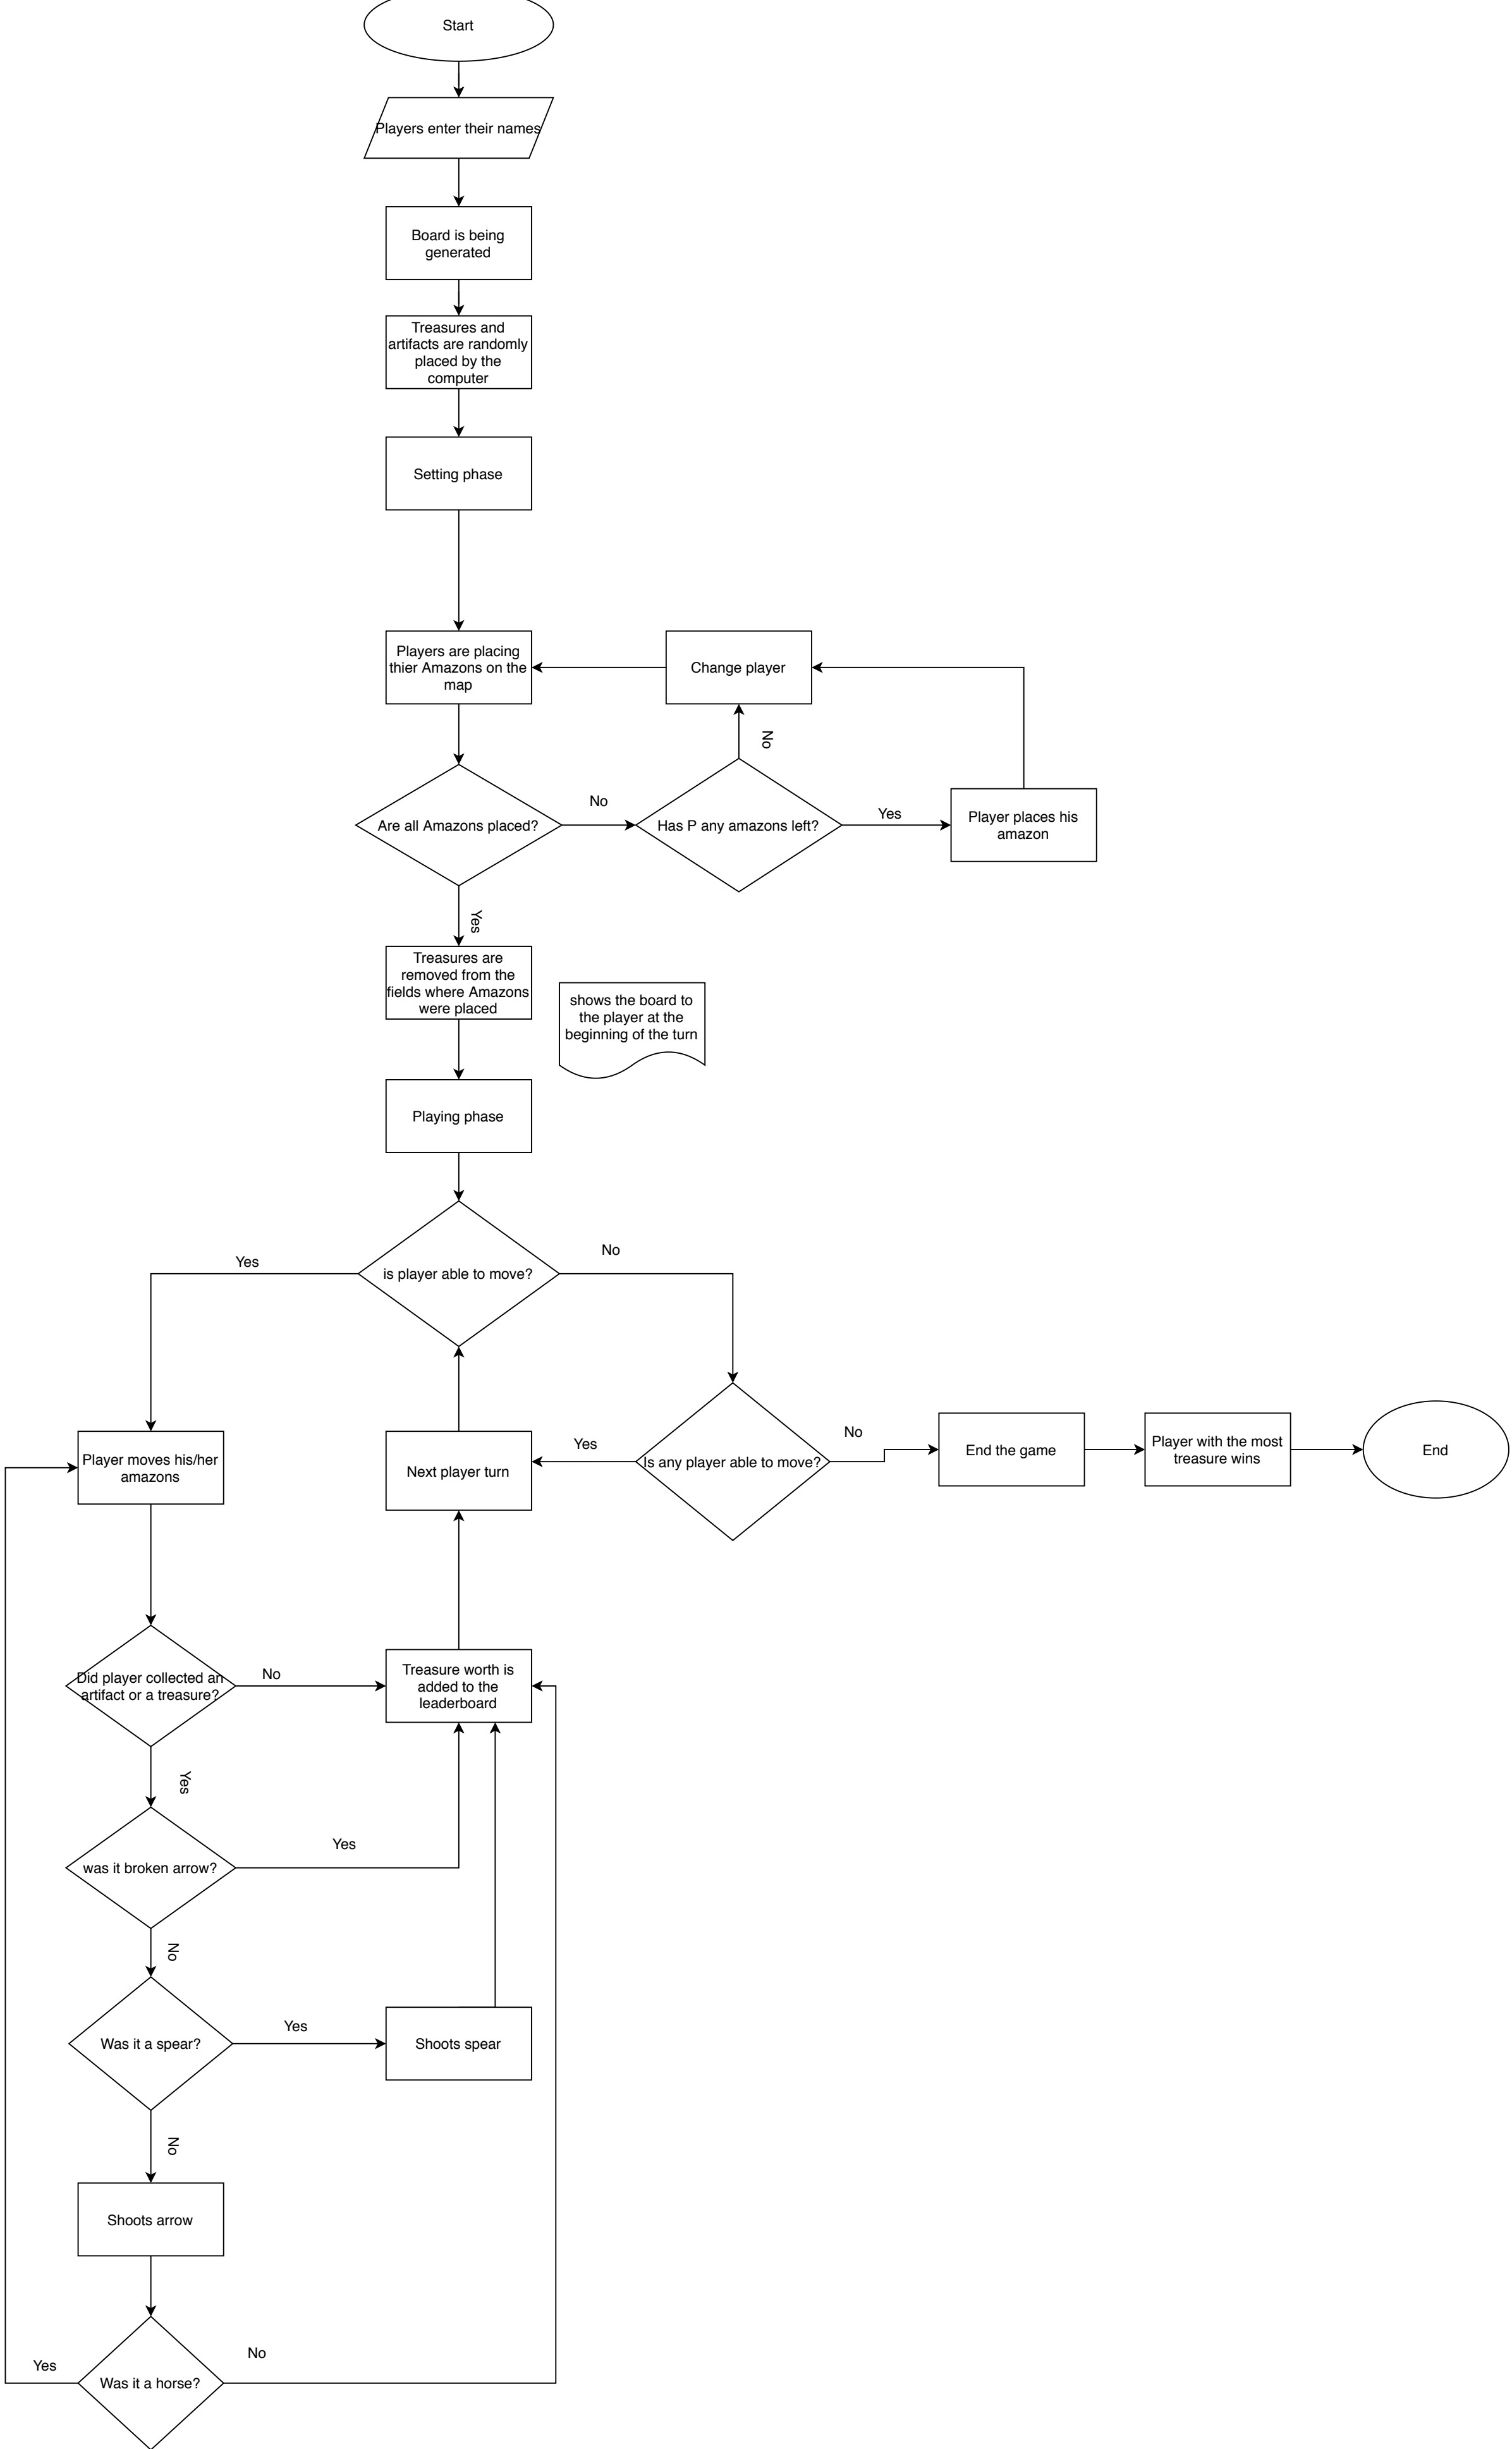 Start
Players enter their names
Board is being
generated
Treasures and
artifacts are randomly
placed by the
computer
Setting phase
Players are placing
thier Amazons on the
map
Change player
No
Are all Amazons placed?
No
Has P any amazons left?
Yes
Player places his
amazon
Yes
Treasures are
removed from the
fields where Amazons
were placed
shows the board to
the player at the
beginning of the turn
Playing phase
is player able to move?
Yes
No
Player moves his/her
amazons
Next player turn
Yes
Is any player able to move?
No
End the game
Player with the most
treasure wins
End
Did player collected an
artifact or a treasure?
No
Treasure worth is
added to the
leaderboard
Yes
was it broken arrow?
Yes
No
Was it a spear?
Yes
Shoots spear
No
Shoots arrow
Was it a horse?
Yes
No